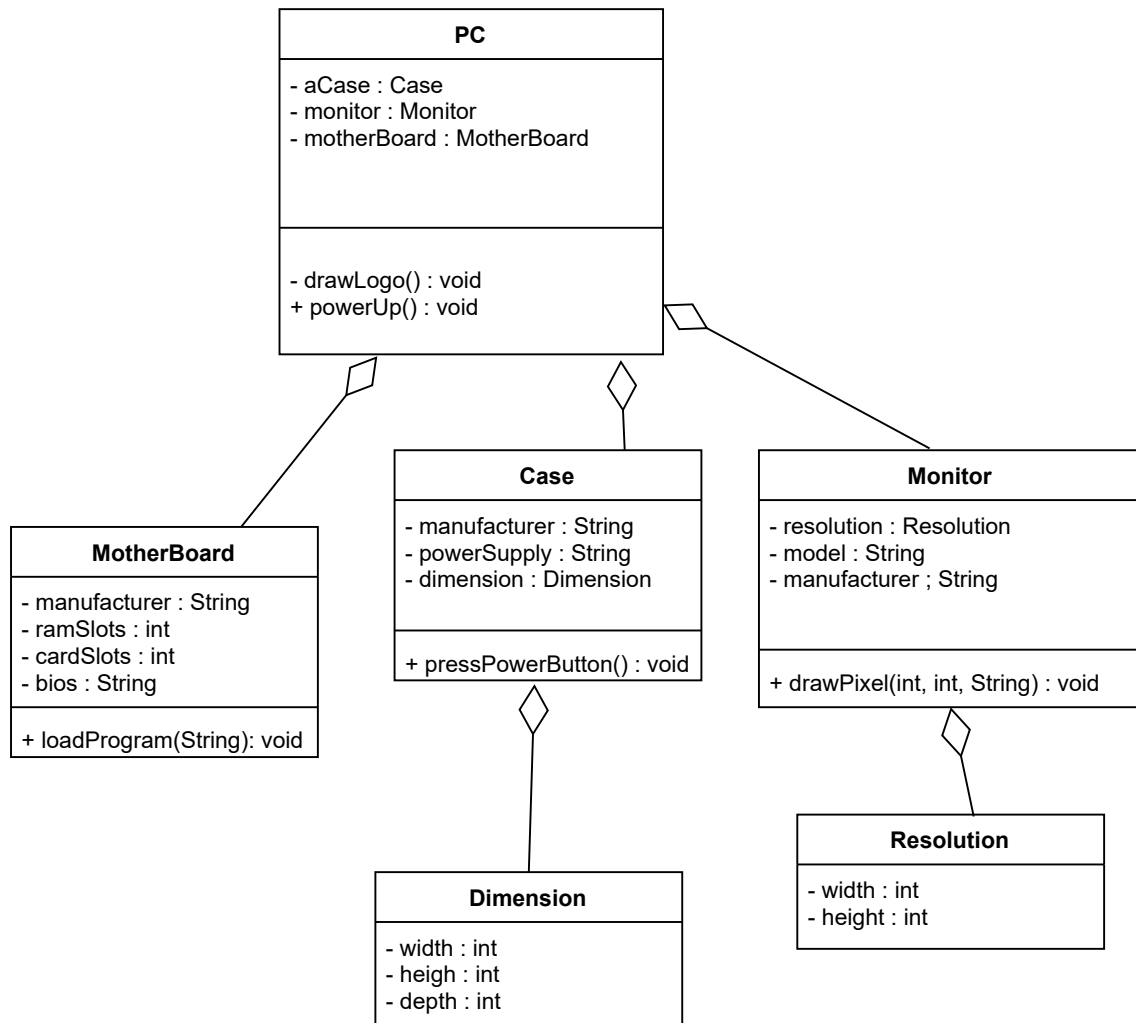 PC
- aCase : Case
- monitor : Monitor
- motherBoard : MotherBoard
- drawLogo() : void
+ powerUp() : void
MotherBoard
- manufacturer : String
- ramSlots : int
- cardSlots : int
- bios : String
+ loadProgram(String): void
Case
- manufacturer : String
- powerSupply : String
- dimension : Dimension
+ pressPowerButton() : void
Monitor
- resolution : Resolution
- model : String
- manufacturer ; String
+ drawPixel(int, int, String) : void
Dimension
- width : int
- heigh : int
- depth : int
Resolution
- width : int
- height : int